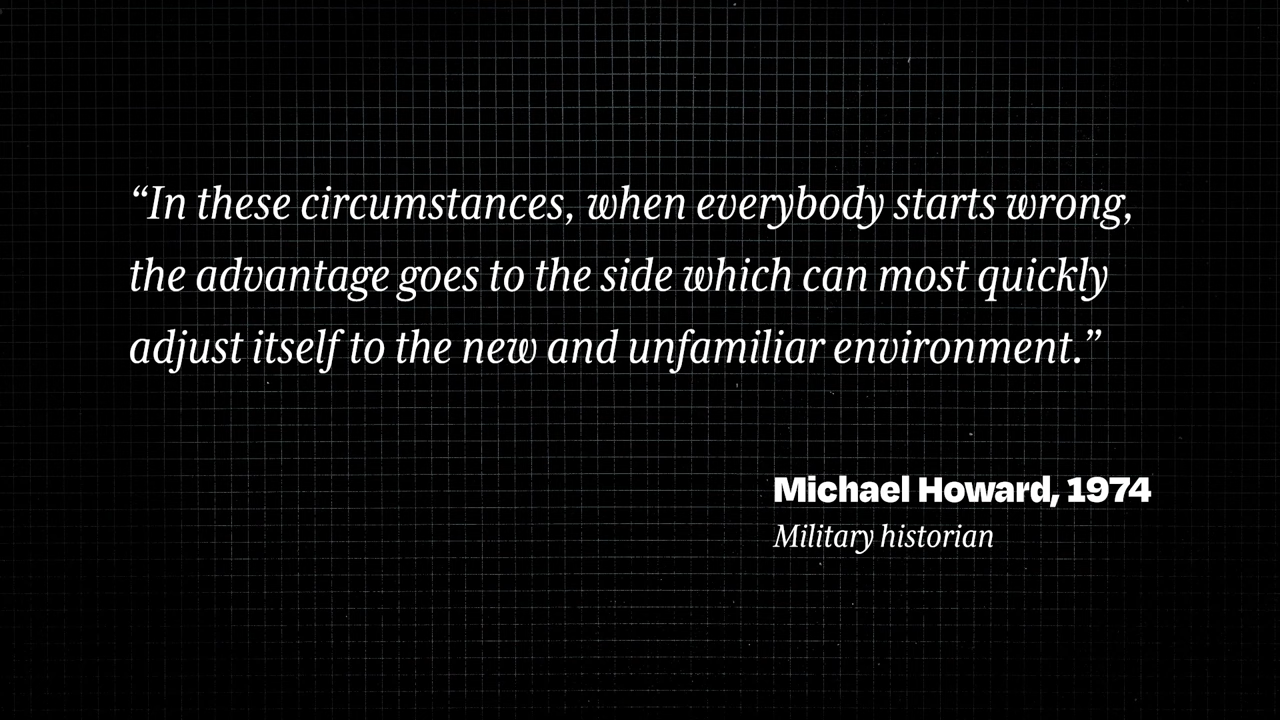 “In these circumstances, when everybody starts wrong,
the advantage goes to the side which can most quickly
adjust itself to the new and unfamiliar environment.”
Michael Howard, 1974
Military historian